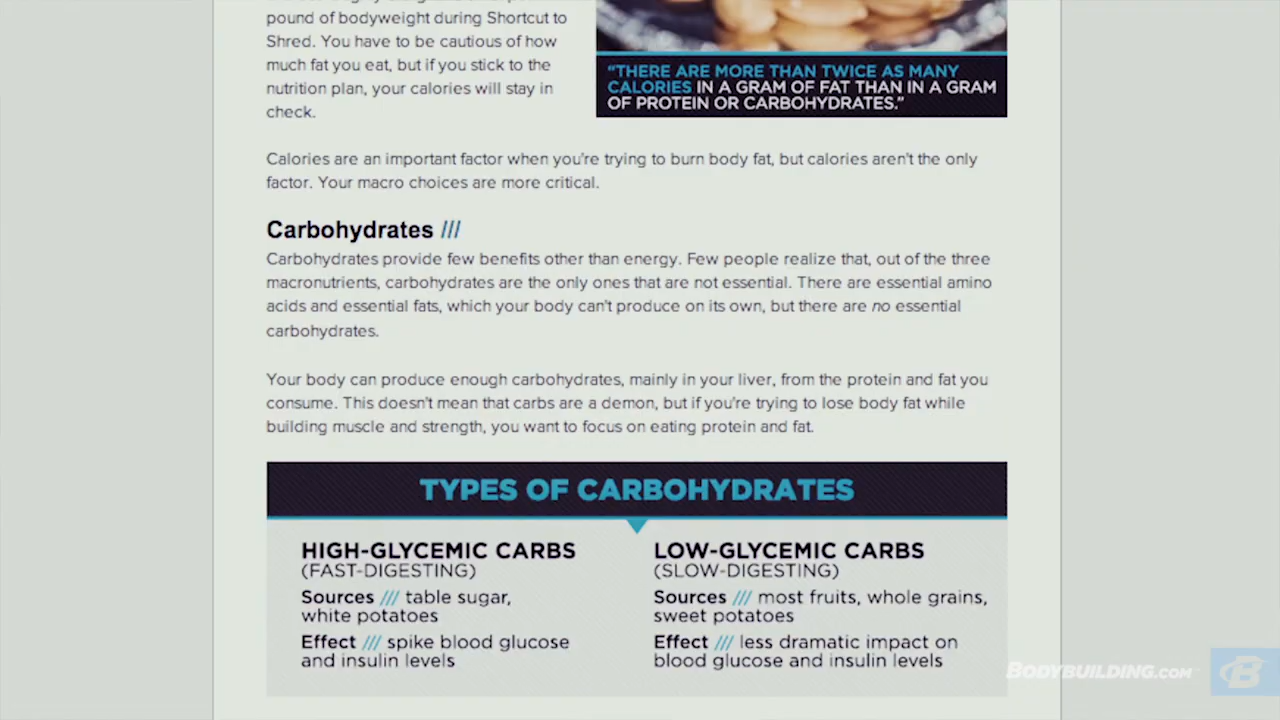 pound of bodyweight during Shortcut to
Shred. You have to be cautious of how
much fat you eat, but if you stick to the
nutrition plan, your calories will stay in
check.
“THERE ARE MORE THAN TWICE AS MANY
CALORIES IN A GRAM OF FAT THAN IN A GRAM
OF PROTEIN OR CARBOHYDRATES.”
Calories are an important factor when you're trying to burn body fat, but calories aren't the only
factor. Your macro choices are more critical.
Carbohydrates ///
Carbohydrates provide few benefits other than energy. Few people realize that, out of the three
macronutrients, carbohydrates are the only ones that are not essential. There are essential amino
acids and essential fats, which your body can't produce on its own, but there are no essential
carbohydrates.
Your body can produce enough carbohydrates, mainly in your liver, from the protein and fat you
consume. This doesn't mean that carbs are a demon, but if you're trying to lose body fat while
building muscle and strength, you want to focus on eating protein and fat.
TYPES OF CARBOHYDRATES
HIGH-GLYCEMIC CARBS
(FAST-DIGESTING)
Sources /// table sugar,
white potatoes
Effect /// spike blood glucose
and insulin levels
LOW-GLYCEMIC CARBS
(SLOW-DIGESTING)
Sources /// most fruits, whole grains,
sweet potatoes
Effect /// less dramatic impact on
blood glucose and insulin levels
BODYBUILDING.com B